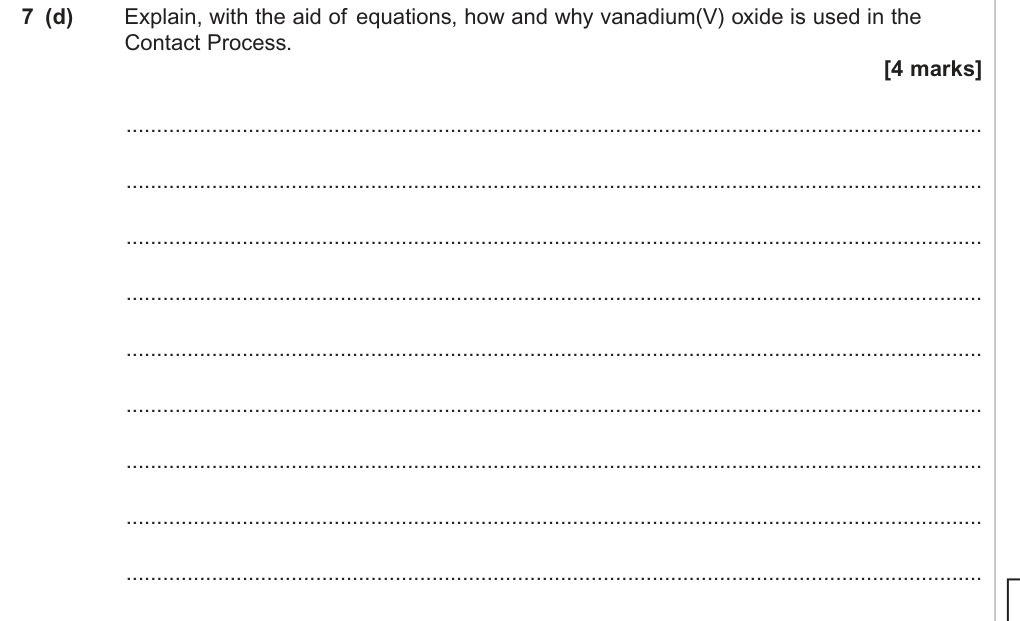 7 (d) Explain, with the aid of equations, how and why vanadium(V) oxide is used in the
Contact Process.
[4 marks]